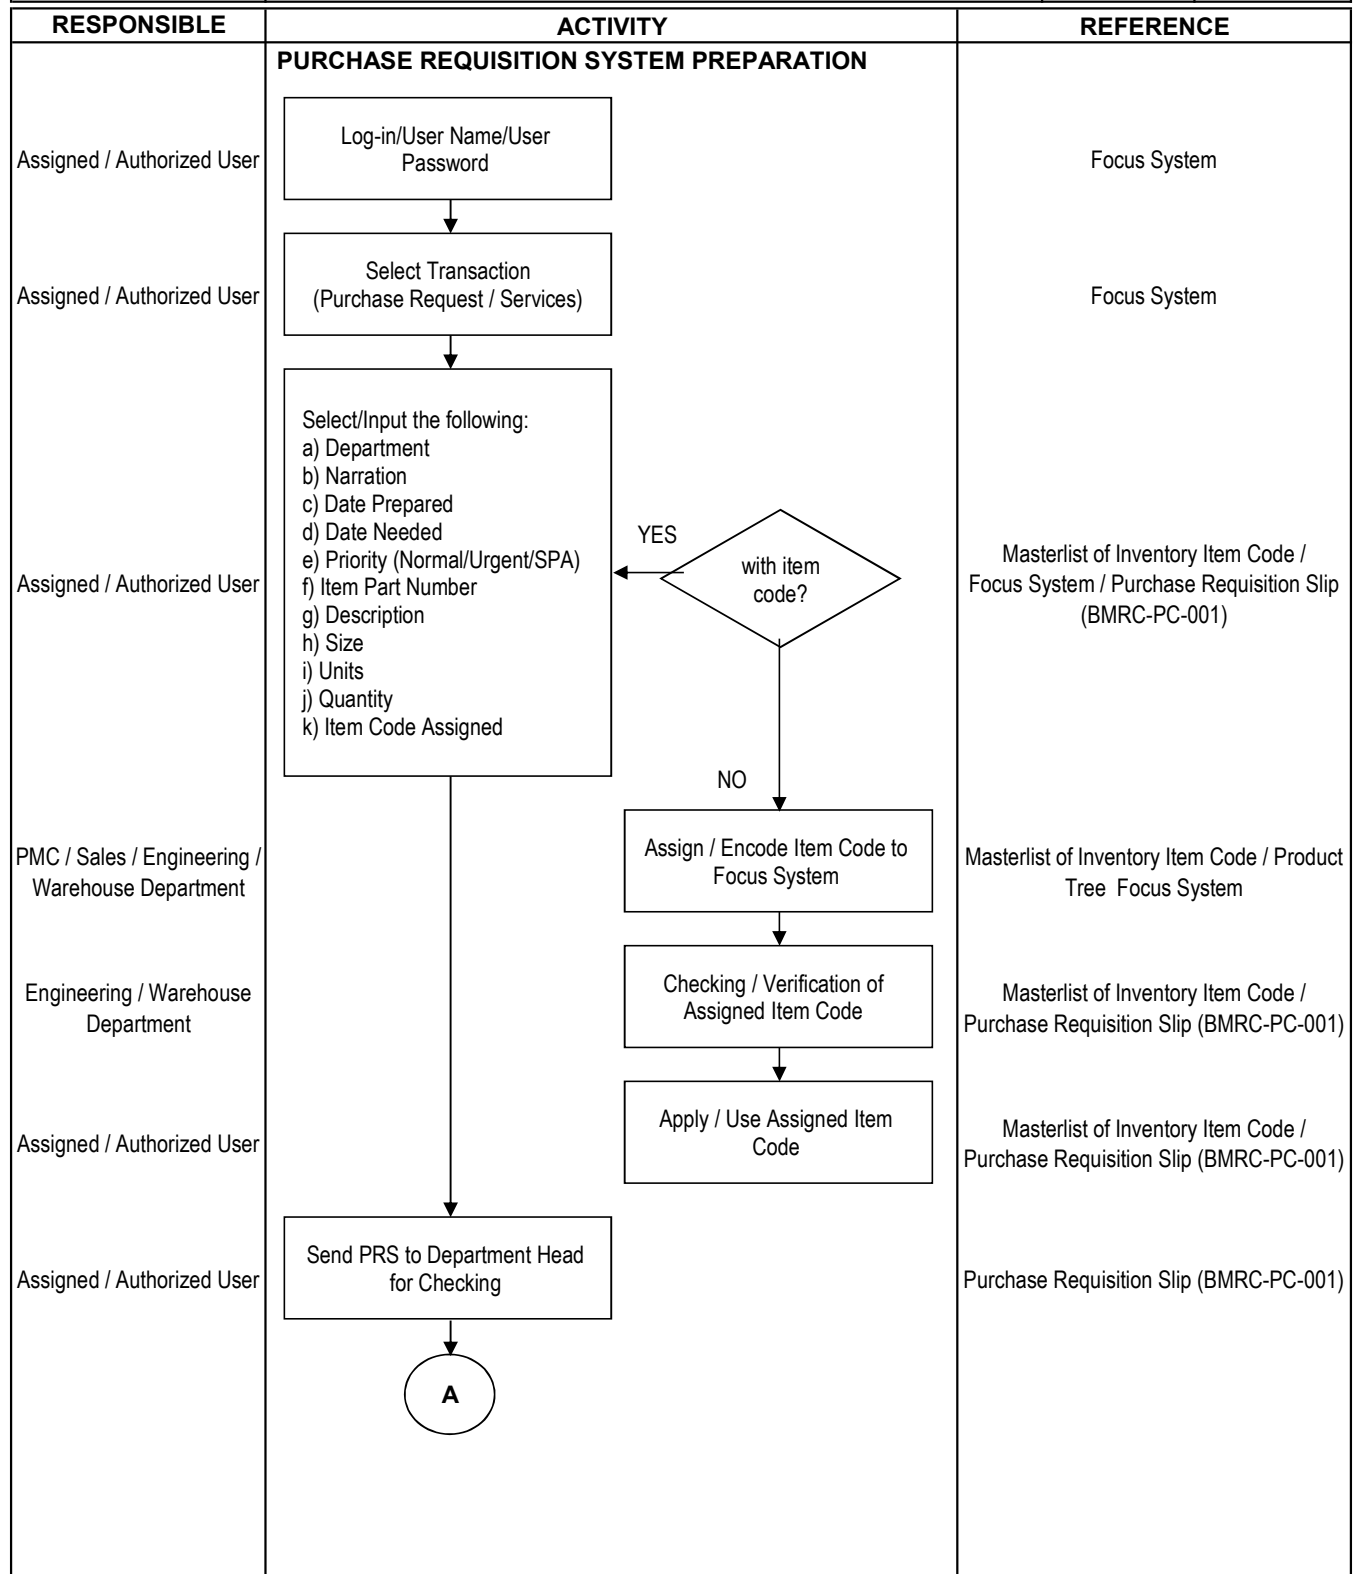 RESPONSIBLE
ACTIVITY
REFERENCE
PURCHASE REQUISITION SYSTEM PREPARATION
Assigned / Authorized User
Log-in/User Name/User
Password
Focus System
Assigned / Authorized User
Select Transaction
(Purchase Request / Services)
Focus System
Assigned / Authorized User
Select/Input the following:
a) Department
b) Narration
c) Date Prepared
d) Date Needed
e) Priority (Normal/Urgent/SPA)
f) Item Part Number
g) Description
h) Size
i) Units
j) Quantity
k) Item Code Assigned
YES
with item
code?
NO
Masterlist of Inventory Item Code /
Focus System / Purchase Requisition Slip
(BMRC-PC-001)
PMC / Sales / Engineering /
Warehouse Department
Assign / Encode Item Code to
Focus System
Masterlist of Inventory Item Code / Product
Tree Focus System
Engineering / Warehouse
Department
Checking / Verification of
Assigned Item Code
Masterlist of Inventory Item Code /
Purchase Requisition Slip (BMRC-PC-001)
Assigned / Authorized User
Apply / Use Assigned Item
Code
Masterlist of Inventory Item Code /
Purchase Requisition Slip (BMRC-PC-001)
Assigned / Authorized User
Send PRS to Department Head
for Checking
Purchase Requisition Slip (BMRC-PC-001)
A